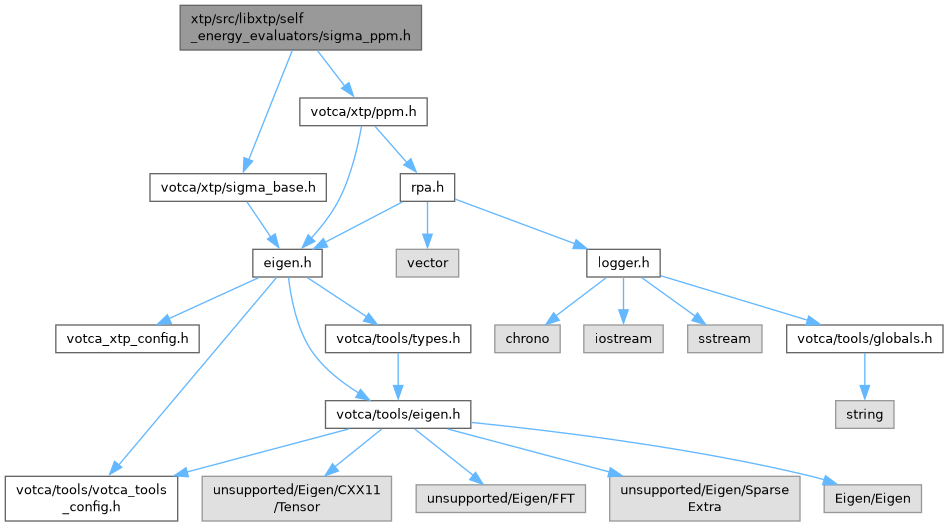 xtp/src/libxtp/self
_energy_evaluators/sigma_ppm.h
votca/xtp/ppm.h
votca/xtp/sigma_base.h
rpa.h
eigen.h
vector
logger.h
votca_xtp_config.h
votca/tools/types.h
chrono
iostream
sstream
votca/tools/globals.h
votca/tools/eigen.h
string
votca/tools/votca_tools
_config.h
unsupported/Eigen/CXX11
/Tensor
unsupported/Eigen/FFT
unsupported/Eigen/Sparse
Extra
Eigen/Eigen